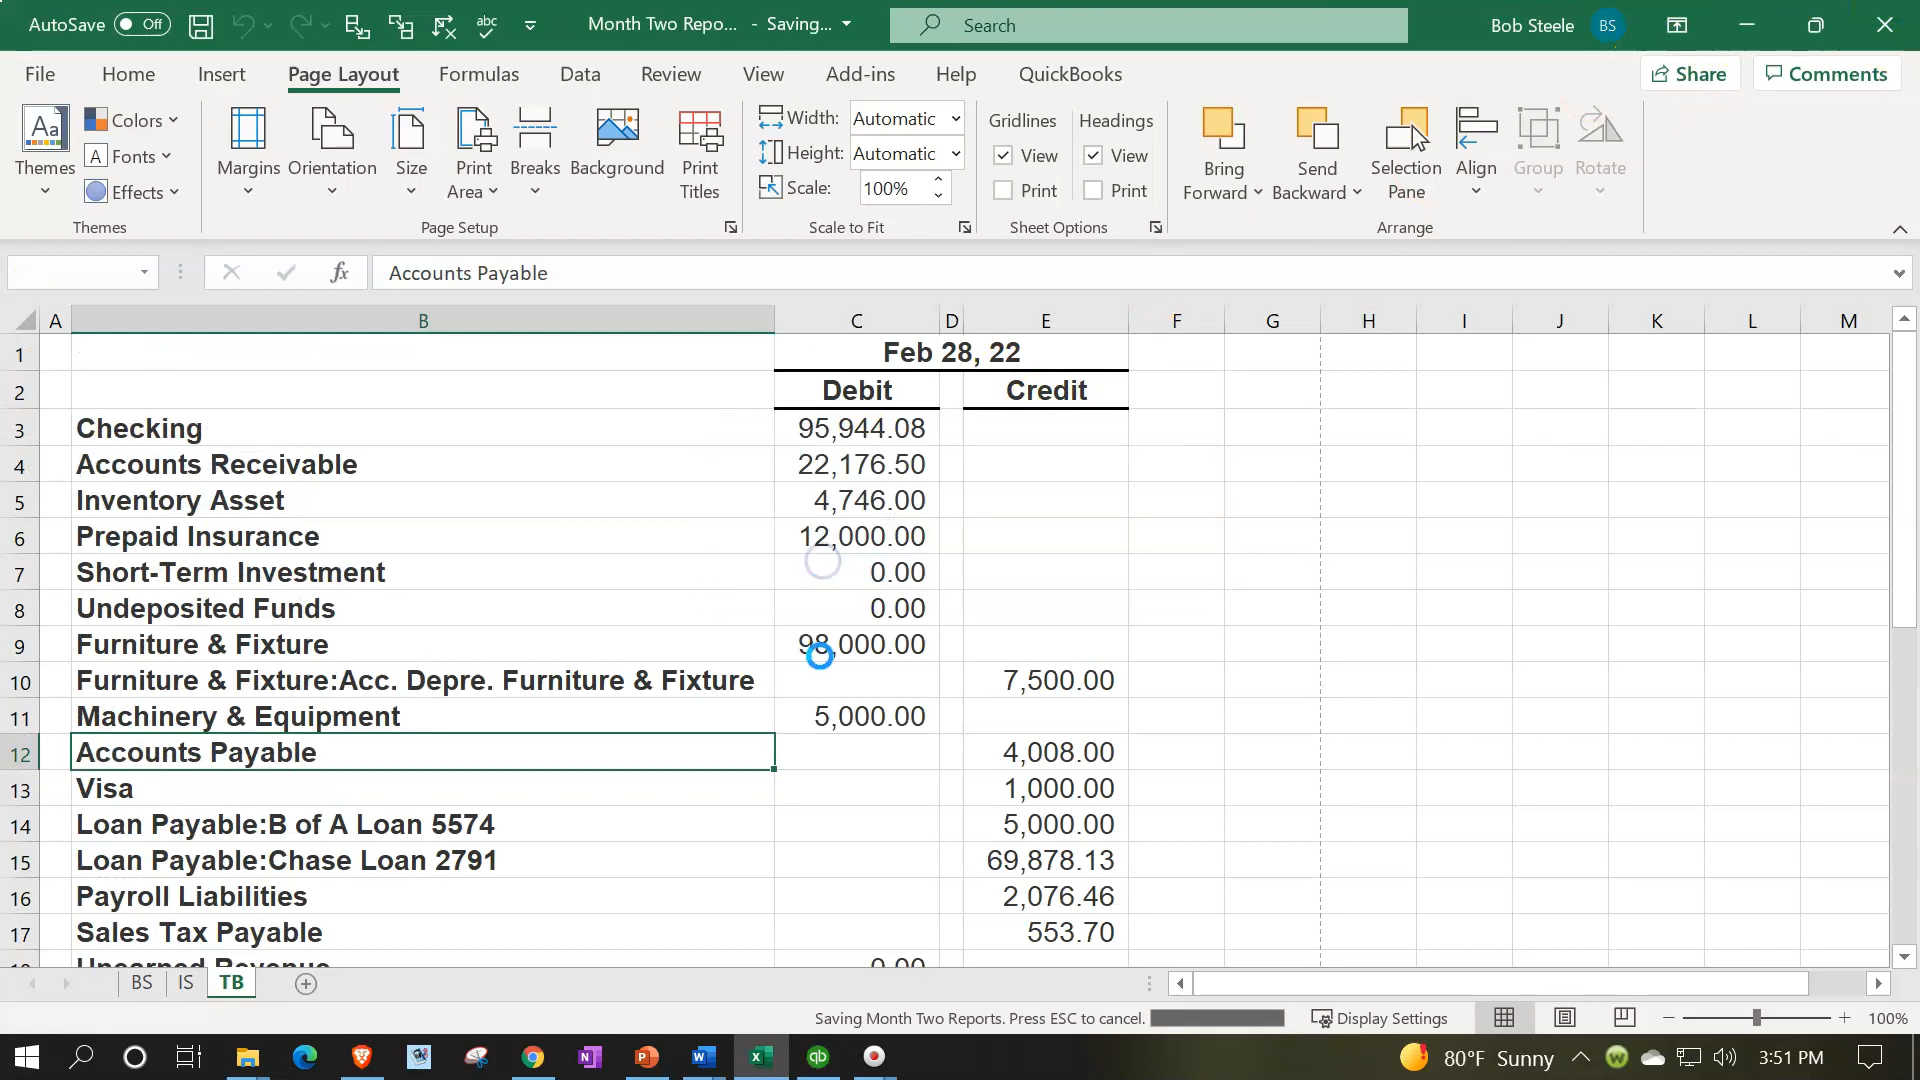 AutoSave Off abc Month Two Repo... - Saving... Search Bob Steele BS
File Home Insert Page Layout Formulas Data Review View Add-ins Help QuickBooks Share Comments
Aa Themes Colors Fonts Effects
Margins Orientation Size Print Area Breaks Background Print Titles
Width: Automatic
Height: Automatic
Scale: 100%
Gridlines View Print
Headings View Print
Bring Forward Send Backward Selection Pane Align Group Rotate
Themes Page Setup Scale to Fit Sheet Options Arrange
fx Accounts Payable
A B C D E F G H I J K L M
1 Feb 28, 22
2 Debit Credit
3 Checking 95,944.08
4 Accounts Receivable 22,176.50
5 Inventory Asset 4,746.00
6 Prepaid Insurance 12,000.00
7 Short-Term Investment 0.00
8 Undeposited Funds 0.00
9 Furniture & Fixture 98,000.00
10 Furniture & Fixture:Acc. Depre. Furniture & Fixture 7,500.00
11 Machinery & Equipment 5,000.00
12 Accounts Payable 4,008.00
13 Visa 1,000.00
14 Loan Payable:B of A Loan 5574 5,000.00
15 Loan Payable:Chase Loan 2791 69,878.13
16 Payroll Liabilities 2,076.46
17 Sales Tax Payable 553.70
18 Unearned Revenue 0.00
BS IS TB
Saving Month Two Reports. Press ESC to cancel. Display Settings 100%
80°F Sunny 3:51 PM